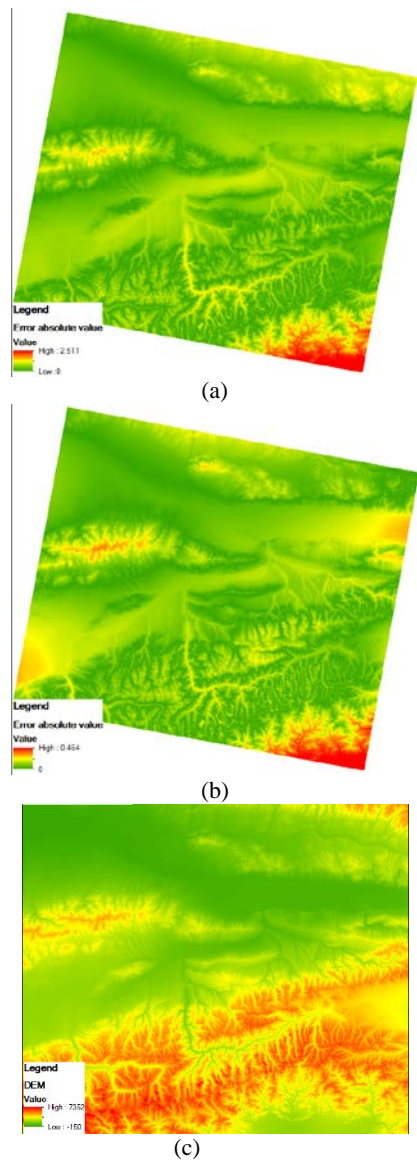 Legend
Error absolute value
Value
High : 2.511
Low : 0
(a)
Legend
Error absolute value
Value
High : 0.454
0
(b)
Legend
DEM
Value
High : 7352
Low : -150
(c)